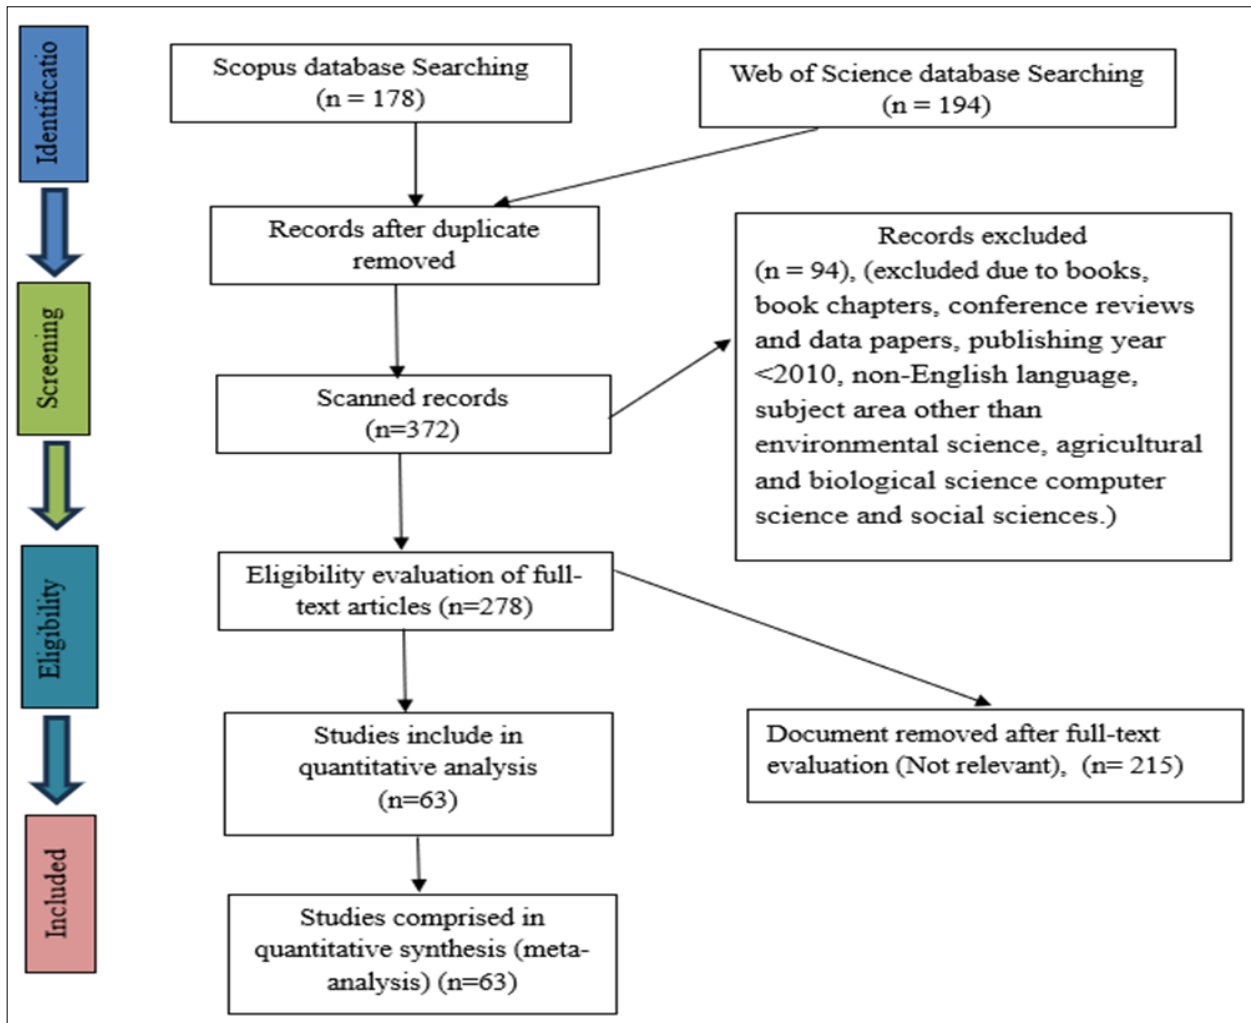 Identificatio
Scopus database Searching
(n = 178)
Web of Science database Searching
(n = 194)
Records after duplicate
removed
Screening
Scanned records
(n=372)
Records excluded
(n = 94), (excluded due to books,
book chapters, conference reviews
and data papers, publishing year
<2010, non-English language,
subject area other than
environmental science, agricultural
and biological science computer
science and social sciences.)
Eligibility
Eligibility evaluation of full-
text articles (n=278)
Document removed after full-text
evaluation (Not relevant),  (n= 215)
Studies include in
quantitative analysis
(n=63)
Included
Studies comprised in
quantitative synthesis (meta-
analysis) (n=63)